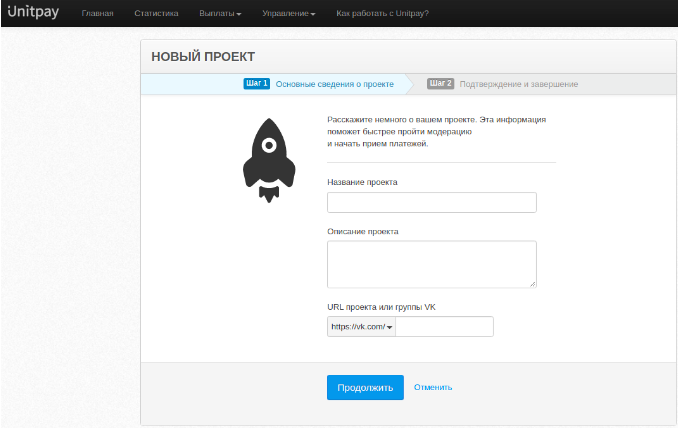 Unitpay
Главная
Статистика
Выплаты
Управление
Как работать с Unitpay?
НОВЫЙ ПРОЕКТ
Шаг 1 Основные сведения о проекте
Шаг 2 Подтверждение и завершение
Расскажите немного о вашем проекте. Эта информация
поможет быстрее пройти модерацию
и начать прием платежей.
Название проекта
Описание проекта
URL проекта или группы VK
https://vk.com/
Продолжить
Отменить